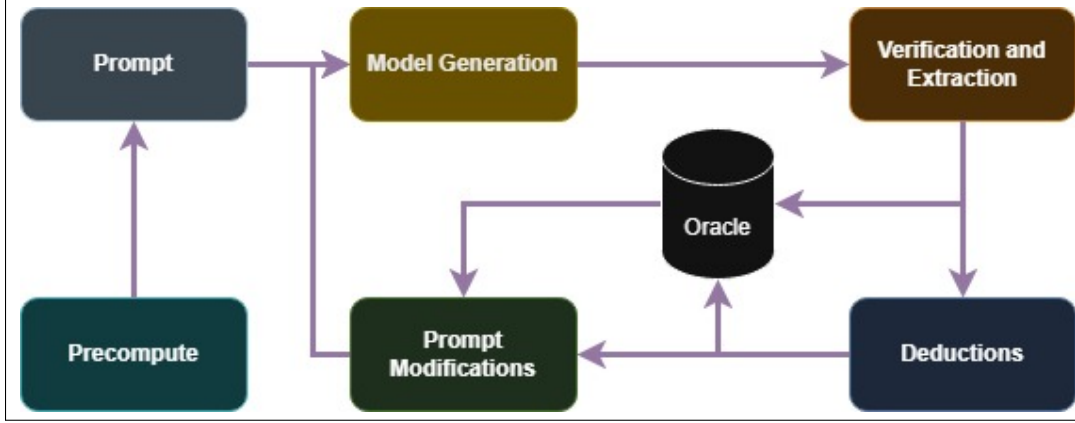 Prompt
Model Generation
Verification and
Extraction
Oracle
Precompute
Prompt
Modifications
Deductions